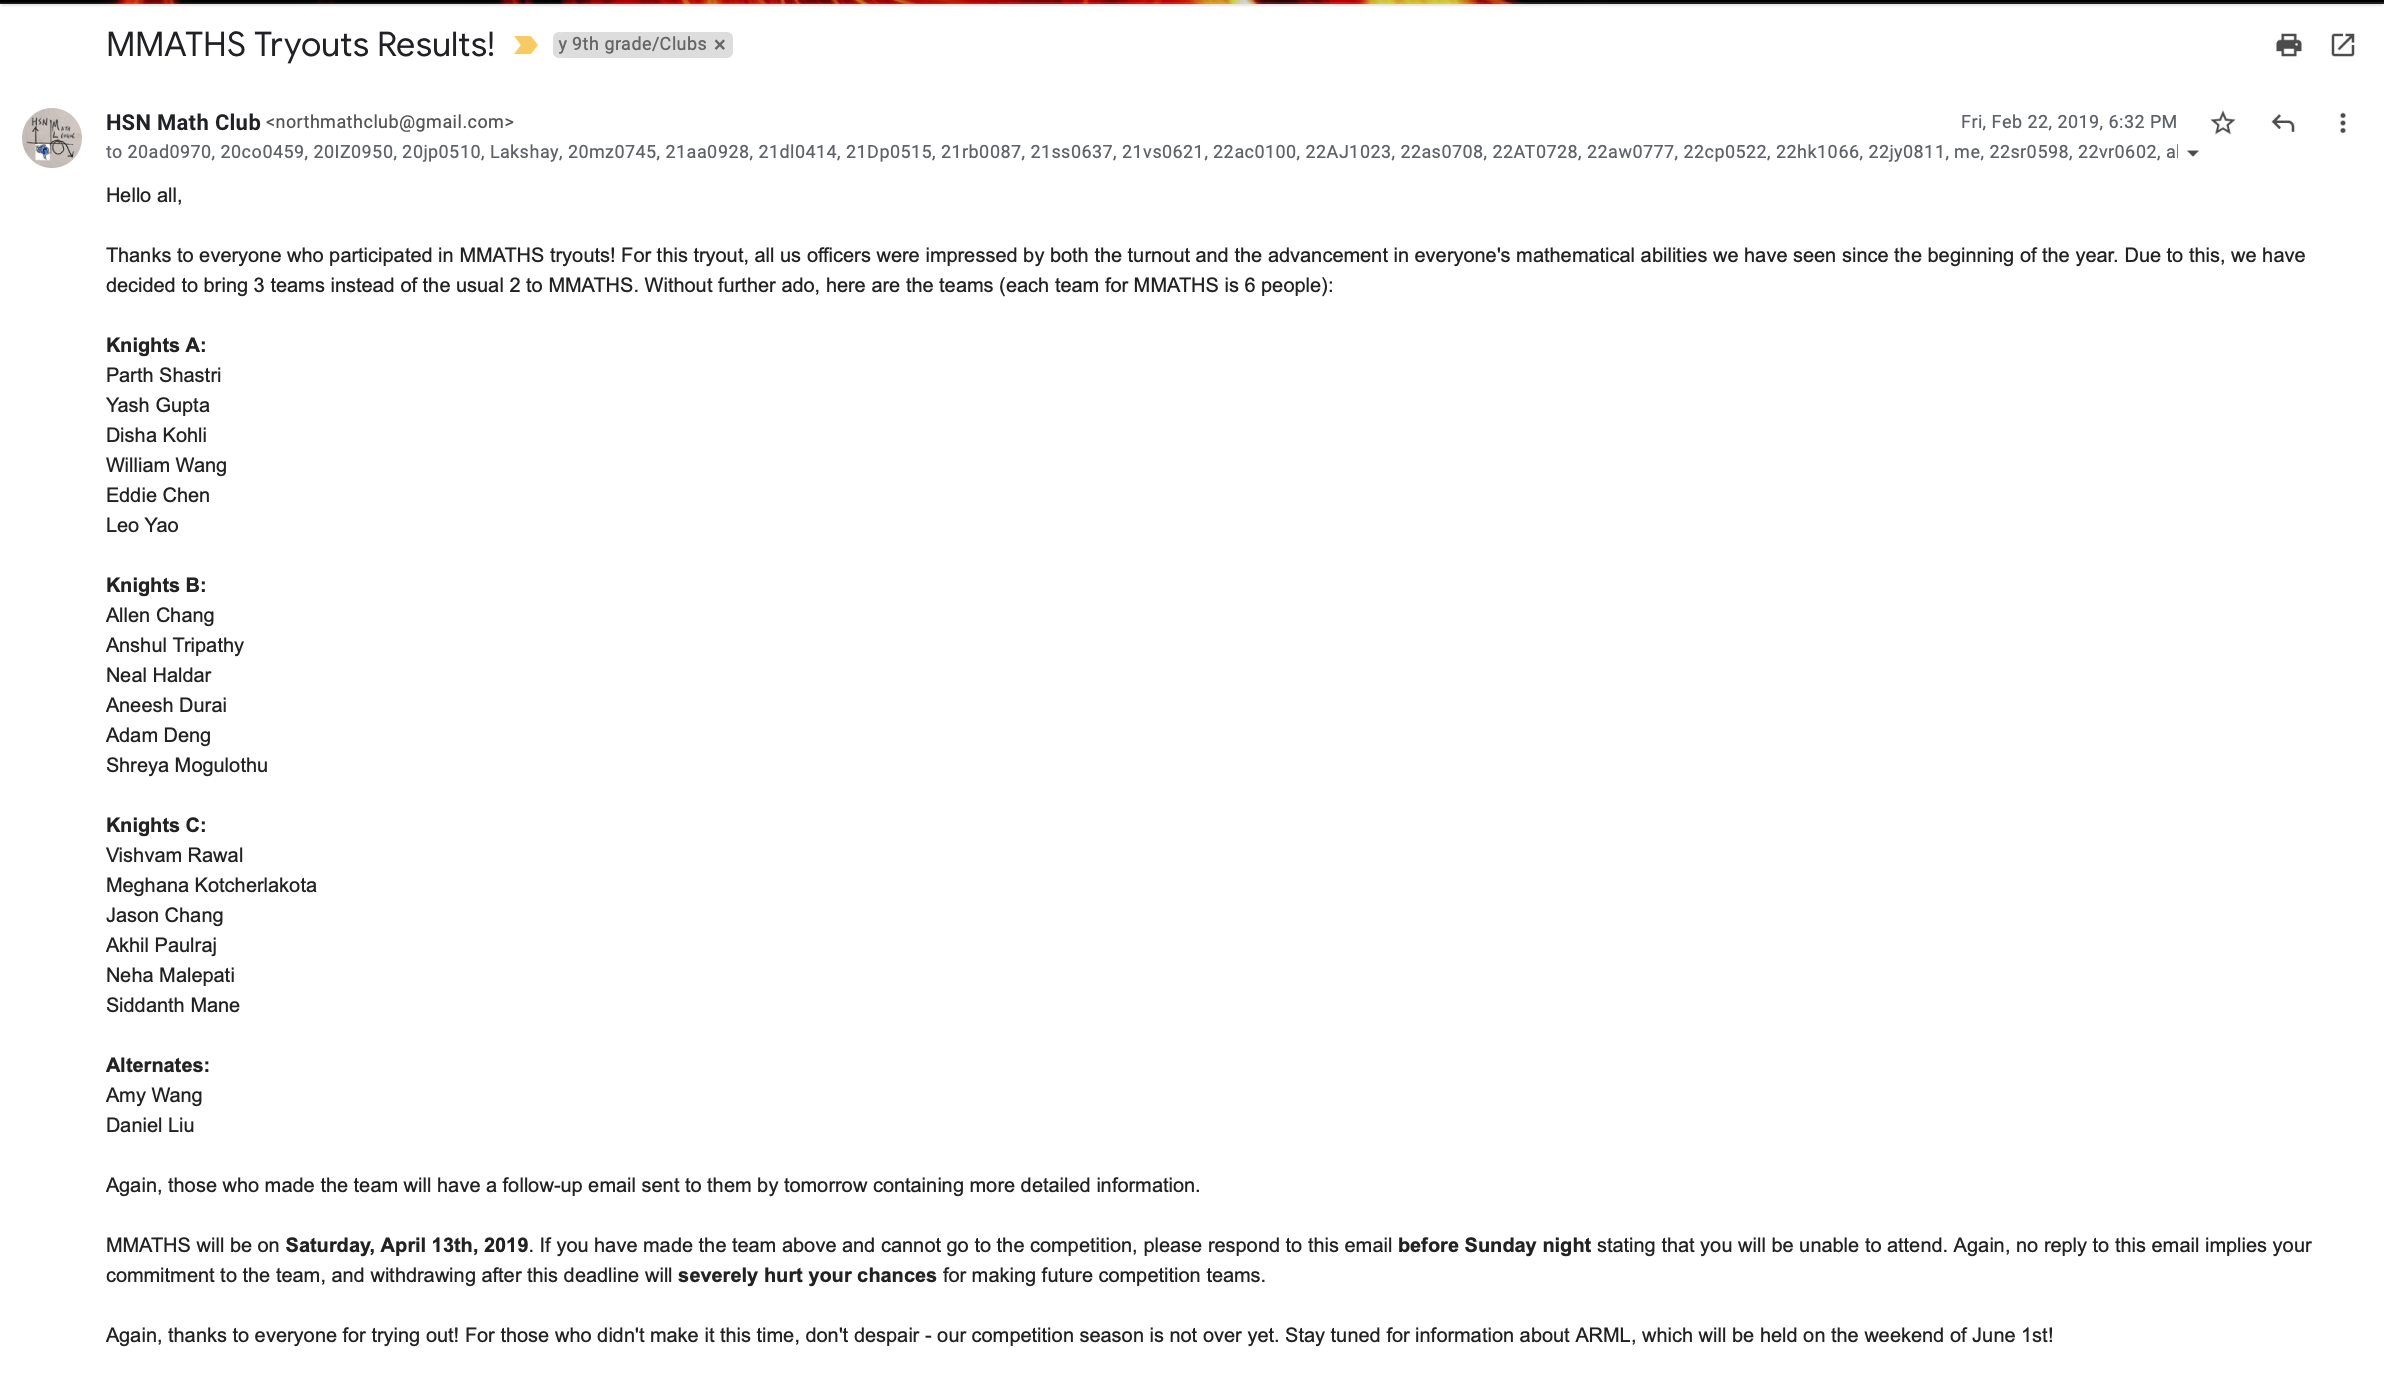 MMATHS Tryouts Results!
y 9th grade/Clubs ×
HSN Math Club <northmathclub@gmail.com>
Fri, Feb 22, 2019, 6:32 PM
to 20ad0970, 20co0459, 20IZ0950, 20jp0510, Lakshay, 20mz0745, 21aa0928, 21dl0414, 21Dp0515, 21rb0087, 21ss0637, 21vs0621, 22ac0100, 22AJ1023, 22as0708, 22AT0728, 22aw0777, 22cp0522, 22hk1066, 22jy0811, me, 22sr0598, 22vr0602, al
Hello all,
Thanks to everyone who participated in MMATHS tryouts! For this tryout, all us officers were impressed by both the turnout and the advancement in everyone's mathematical abilities we have seen since the beginning of the year. Due to this, we have
decided to bring 3 teams instead of the usual 2 to MMATHS. Without further ado, here are the teams (each team for MMATHS is 6 people):
Knights A:
Parth Shastri
Yash Gupta
Disha Kohli
William Wang
Eddie Chen
Leo Yao
Knights B:
Allen Chang
Anshul Tripathy
Neal Haldar
Aneesh Durai
Adam Deng
Shreya Mogulothu
Knights C:
Vishvam Rawal
Meghana Kotcherlakota
Jason Chang
Akhil Paulraj
Neha Malepati
Siddanth Mane
Alternates:
Amy Wang
Daniel Liu
Again, those who made the team will have a follow-up email sent to them by tomorrow containing more detailed information.
MMATHS will be on Saturday, April 13th, 2019. If you have made the team above and cannot go to the competition, please respond to this email before Sunday night stating that you will be unable to attend. Again, no reply to this email implies your
commitment to the team, and withdrawing after this deadline will severely hurt your chances for making future competition teams.
Again, thanks to everyone for trying out! For those who didn't make it this time, don't despair - our competition season is not over yet. Stay tuned for information about ARML, which will be held on the weekend of June 1st!